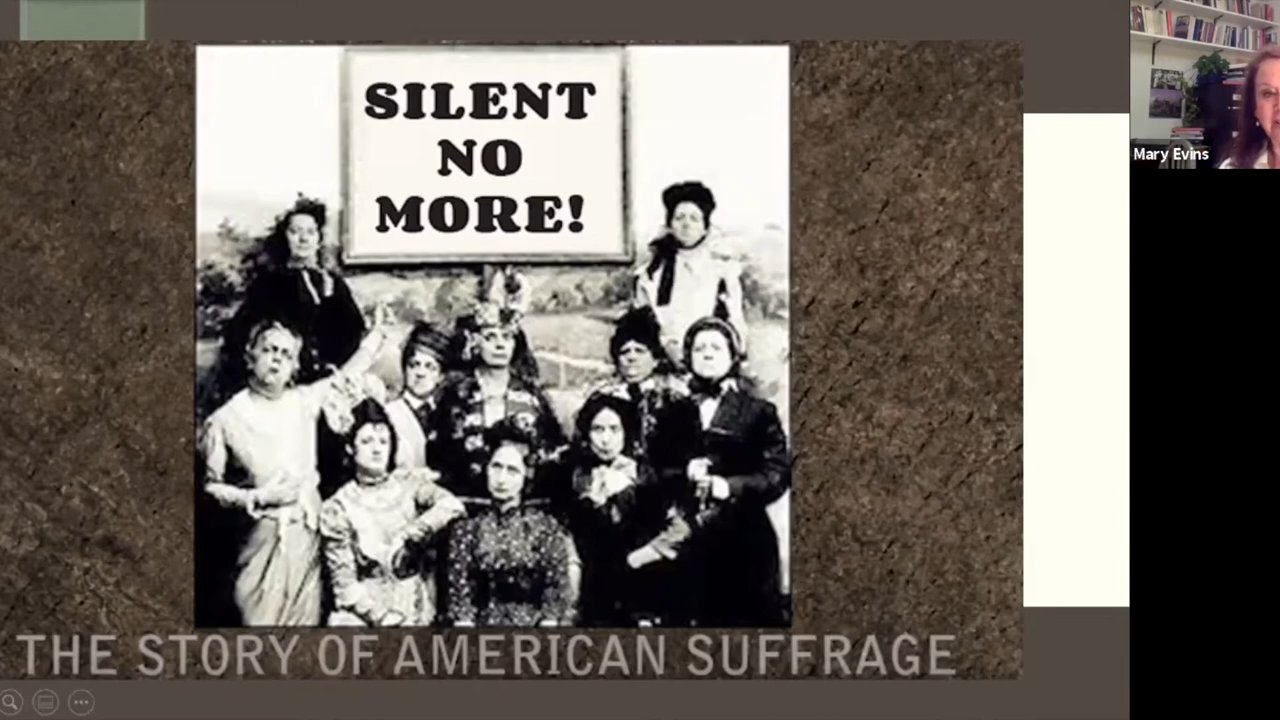 SILENT
NO
MORE!
THE STORY OF AMERICAN SUFFRAGE
Mary Evins